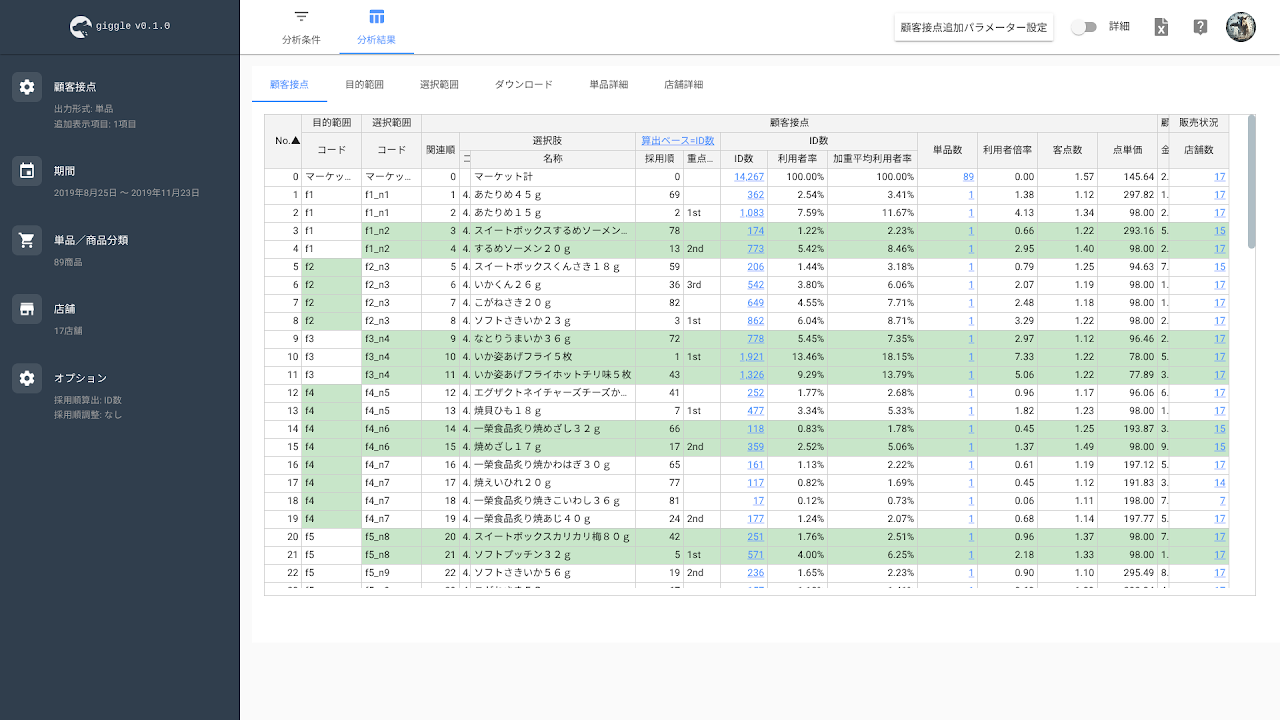 giggle v0.1.0
分析条件
分析結果
顧客接点追加パラメーター設定
詳細
顧客接点
出力形式: 単品
追加表示項目: 1項目
期間
2019年8月25日 〜 2019年11月23日
単品／商品分類
89商品
店舗
17店舗
オプション
採用順算出: ID数
採用順調整: なし
顧客接点 目的範囲 選択範囲 ダウンロード 単品詳細 店舗詳細
目的範囲 選択範囲 顧客接点 販売状況
No.▲ コード コード 関連順 選択肢 算出ベース=ID数 ID数 単品数 利用者倍率 客点数 点単価 店舗数
名称 採用順 重点... ID数 利用者率 加重平均利用者率
0 マーケッ... マーケッ... 0 マーケット計 0 14,267 100.00% 100.00% 89 0.00 1.57 145.64 2. 17
1 f1 f1_n1 1 4. あたりめ４５ｇ 69 362 2.54% 3.41% 1 1.38 1.12 297.82 1. 17
2 f1 f1_n1 2 4. あたりめ１５ｇ 2 1st 1,083 7.59% 11.67% 1 4.13 1.34 98.00 2. 17
3 f1 f1_n2 3 4. スイートボックスするめソーメン... 78 174 1.22% 2.23% 1 0.66 1.22 293.16 5. 15
4 f1 f1_n2 4 4. するめソーメン２０ｇ 13 2nd 773 5.42% 8.46% 1 2.95 1.40 98.00 2. 17
5 f2 f2_n3 5 4. スイートボックスくんさき１８ｇ 59 206 1.44% 3.18% 1 0.79 1.25 94.63 7. 15
6 f2 f2_n3 6 4. いかくん２６ｇ 36 3rd 542 3.80% 6.06% 1 2.07 1.19 98.00 1. 17
7 f2 f2_n3 7 4. こがねさき２０ｇ 82 649 4.55% 7.71% 1 2.48 1.18 98.00 1. 17
8 f2 f2_n3 8 4. ソフトさきいか２３ｇ 3 1st 862 6.04% 8.71% 1 3.29 1.22 98.00 2. 17
9 f3 f3_n4 9 4. なとりうまいか３６ｇ 72 778 5.45% 7.35% 1 2.97 1.12 96.46 2. 17
10 f3 f3_n4 10 4. いか姿あげフライ５枚 1 1st 1,921 13.46% 18.15% 1 7.33 1.22 78.00 5. 17
11 f3 f3_n4 11 4. いか姿あげフライホットチリ味５枚 43 1,326 9.29% 13.79% 1 5.06 1.22 77.89 3. 17
12 f4 f4_n5 12 4. エグザクトネイチャーズチーズか... 41 252 1.77% 2.68% 1 0.96 1.17 96.06 6. 17
13 f4 f4_n5 13 4. 焼貝ひも１８ｇ 7 1st 477 3.34% 5.33% 1 1.82 1.23 98.00 1. 17
14 f4 f4_n6 14 4. 一榮食品炙り焼めざし３２ｇ 66 118 0.83% 1.78% 1 0.45 1.25 193.87 3. 15
15 f4 f4_n6 15 4. 焼めざし１７ｇ 17 2nd 359 2.52% 5.06% 1 1.37 1.49 98.00 9. 15
16 f4 f4_n7 16 4. 一榮食品炙り焼かわはぎ３０ｇ 65 161 1.13% 2.22% 1 0.61 1.19 197.12 5. 17
17 f4 f4_n7 17 4. 焼えいひれ２０ｇ 77 117 0.82% 1.69% 1 0.45 1.12 191.83 3. 14
18 f4 f4_n7 18 4. 一榮食品炙り焼きこいわし３６ｇ 81 17 0.12% 0.73% 1 0.06 1.11 198.00 7. 7
19 f4 f4_n7 19 4. 一榮食品炙り焼あじ４０ｇ 24 2nd 177 1.24% 2.07% 1 0.68 1.14 197.77 5. 17
20 f5 f5_n8 20 4. スイートボックスカリカリ梅８０ｇ 42 251 1.76% 2.51% 1 0.96 1.37 98.00 7. 17
21 f5 f5_n8 21 4. ソフトプッチン３２ｇ 5 1st 571 4.00% 6.25% 1 2.18 1.33 98.00 1. 17
22 f5 f5_n9 22 4. ソフトさきいか５６ｇ 19 2nd 236 1.65% 2.23% 1 0.90 1.10 295.49 8. 17